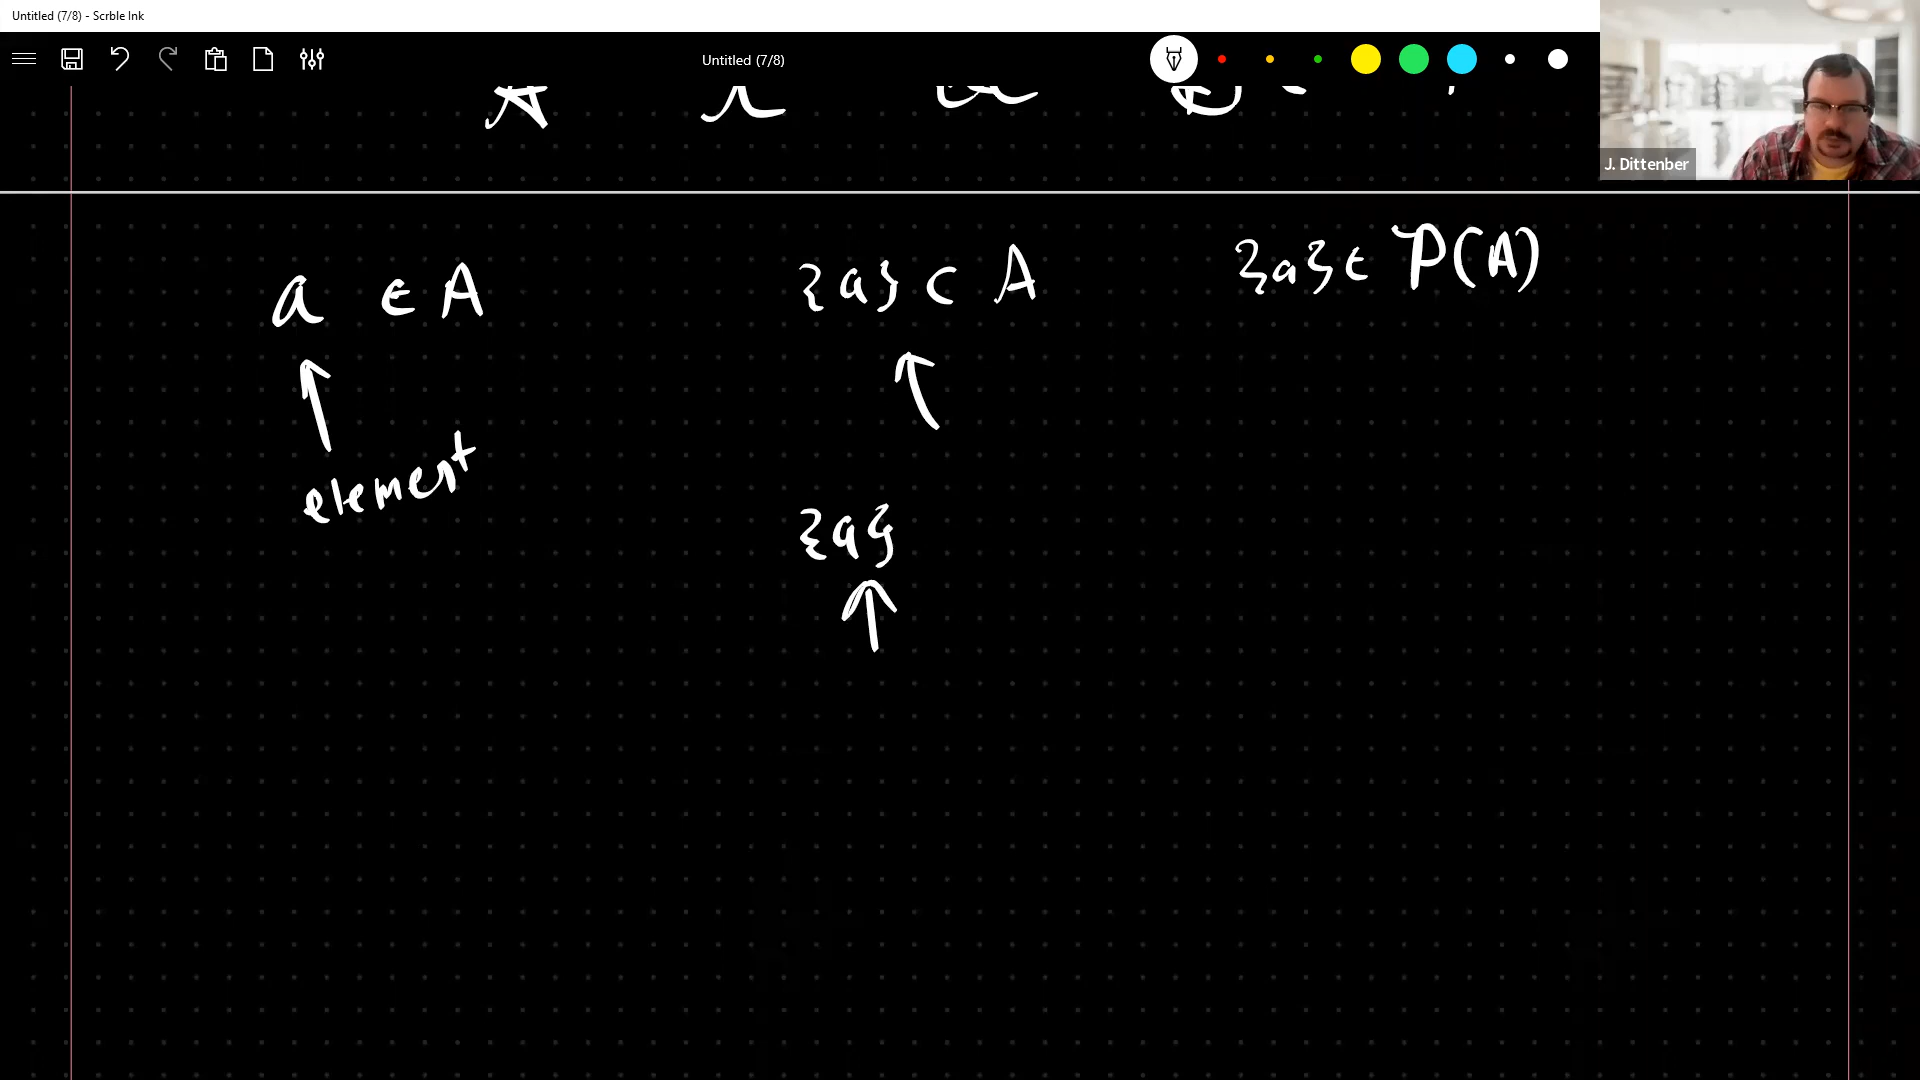 Untitled (7/8) - Scrble Ink
Untitled (7/8)
J. Dittenber
a ∈ A
{a} ⊂ A
{a} ∈ P(A)
element
{a}